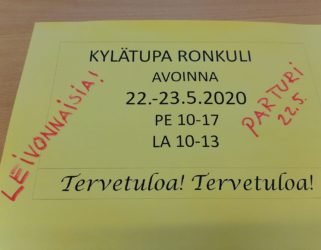 KYLÄTUPA RONKULI
AVOINNA
22.-23.5.2020
PE 10-17
LA 10-13
LEIVONNAISIA!
PARTURI
22.5.
Tervetuloa! Tervetuloa!